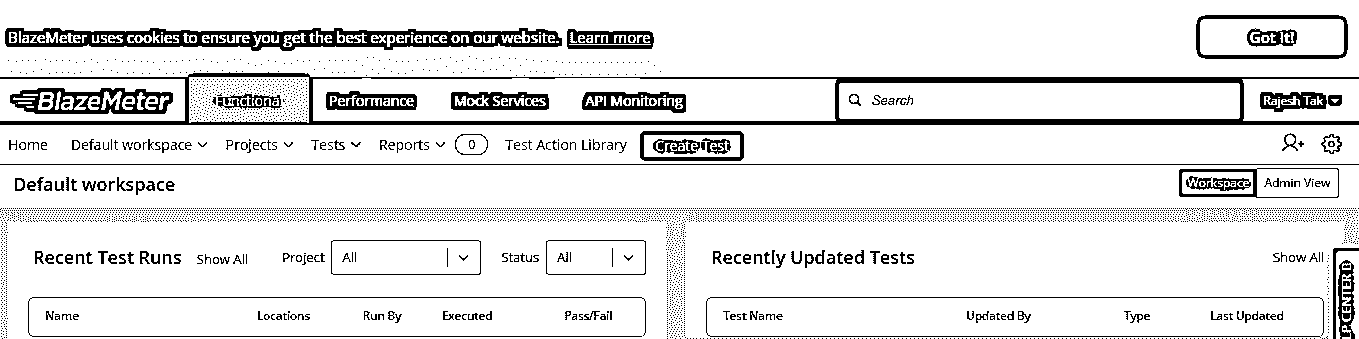 BlazeMeter uses cookies to ensure you get the best experience on our website. Learn more Got it!
BlazeMeter Functional Performance Mock Services API Monitoring Search Rajesh Tak
Home Default workspace Projects Tests Reports 0 Test Action Library Create Test
Default workspace Workspace Admin View
Recent Test Runs Show All Project All Status All
Name Locations Run By Executed Pass/Fail
Recently Updated Tests Show All
Test Name Updated By Type Last Updated